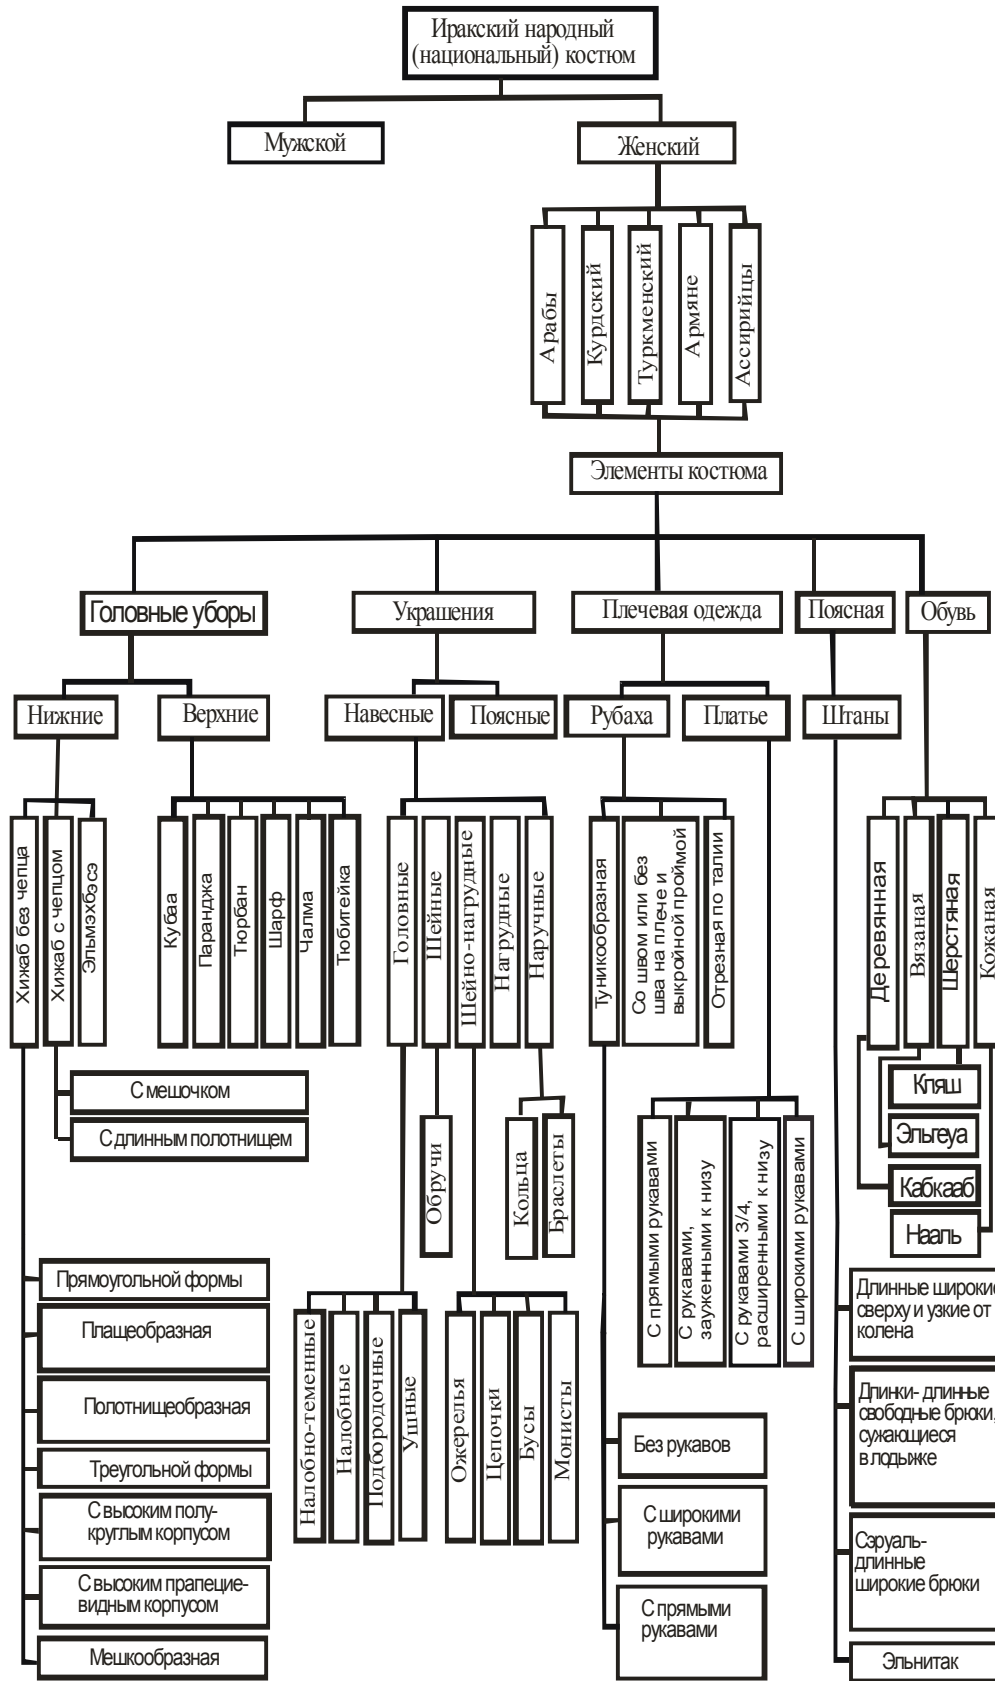 Иракский народный
(национальный) костюм
Мужской
Женский
Арабы
Курдский
Туркменский
Армяне
Ассирийцы
Элементы костюма
Головные уборы
Украшения
Плечевая одежда
Поясная
Обувь
Нижние
Верхние
Навесные
Поясные
Рубаха
Платье
Штаны
Хижаб без чепца
Хижаб с чепцом
Эльмэхбэсэ
Кубаа
Паранджа
Тюрбан
Шарф
Чалма
Тюбитейка
Головные
Шейные
Шейно-нагрудные
Нагрудные
Наручные
Туникообразная
Со швом или без
шва на плече и
выкройной проймой
Отрезная по талии
Деревянная
Вязаная
Шерстяная
Кожаная
С мешочком
С длинным полотнищем
Обручи
Кольца
Браслеты
С прямыми рукавами
С рукавами,
зауженными к низу
С рукавами 3/4,
расширенными к низу
С широкими рукавами
Кляш
Эльгеуа
Кабкааб
Нааль
Прямоугольной формы
Плащеобразная
Полотнищеобразная
Треугольной формы
С высоким полу-
круглым корпусом
С высоким прапецие-
видным корпусом
Мешкообразная
Налобно-теменные
Налобные
Подбородочные
Ушные
Ожерелья
Цепочки
Бусы
Монисты
Без рукавов
С широкими
рукавами
С прямыми
рукавами
Длинные широкие
сверху и узкие от
колена
Длинки- длинные
свободные брюки,
сужающиеся
в лодыжке
Сэруаль-
длинные
широкие брюки
Эльнитак